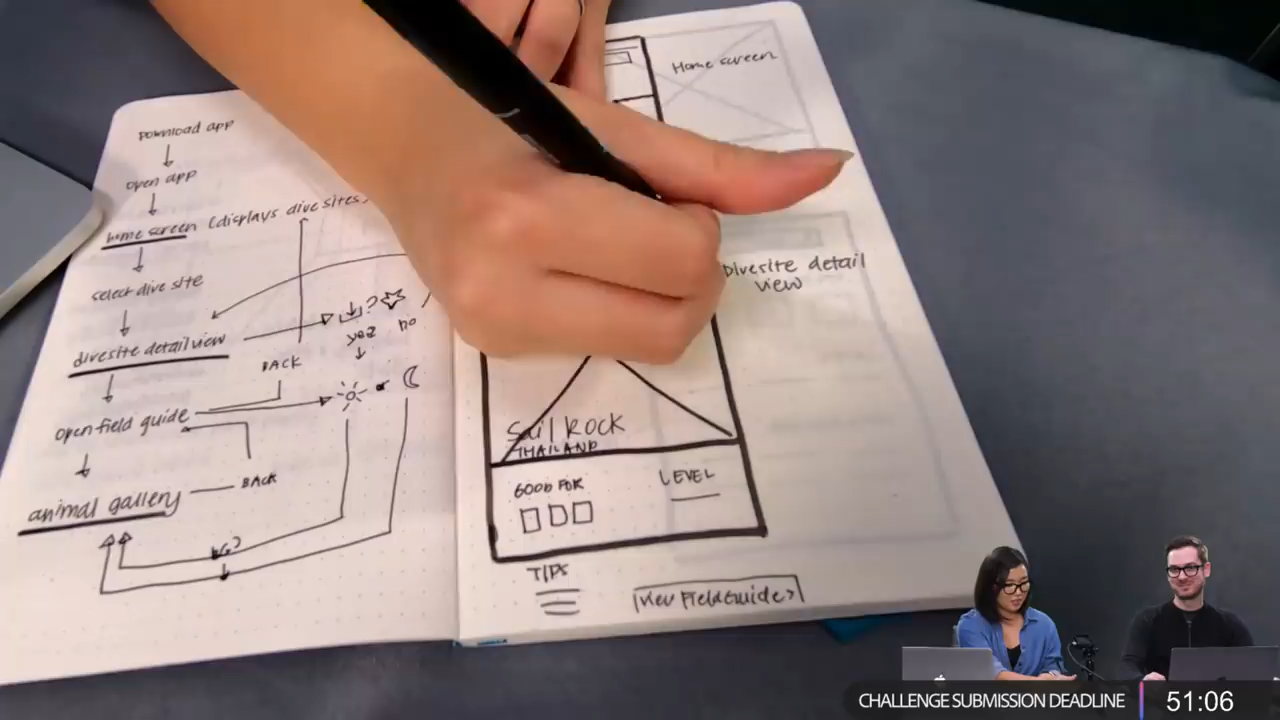 Download app
open app
home screen (displays dive sites)
select dive site
divesite detail view
?
yes no
BACK
open field guide
BACK
animal gallery
Home screen
Divesite detail
view
Sail Rock
THAILAND
GOOD FOR
LEVEL
TIPS
View Field Guide >
CHALLENGE SUBMISSION DEADLINE
51:06